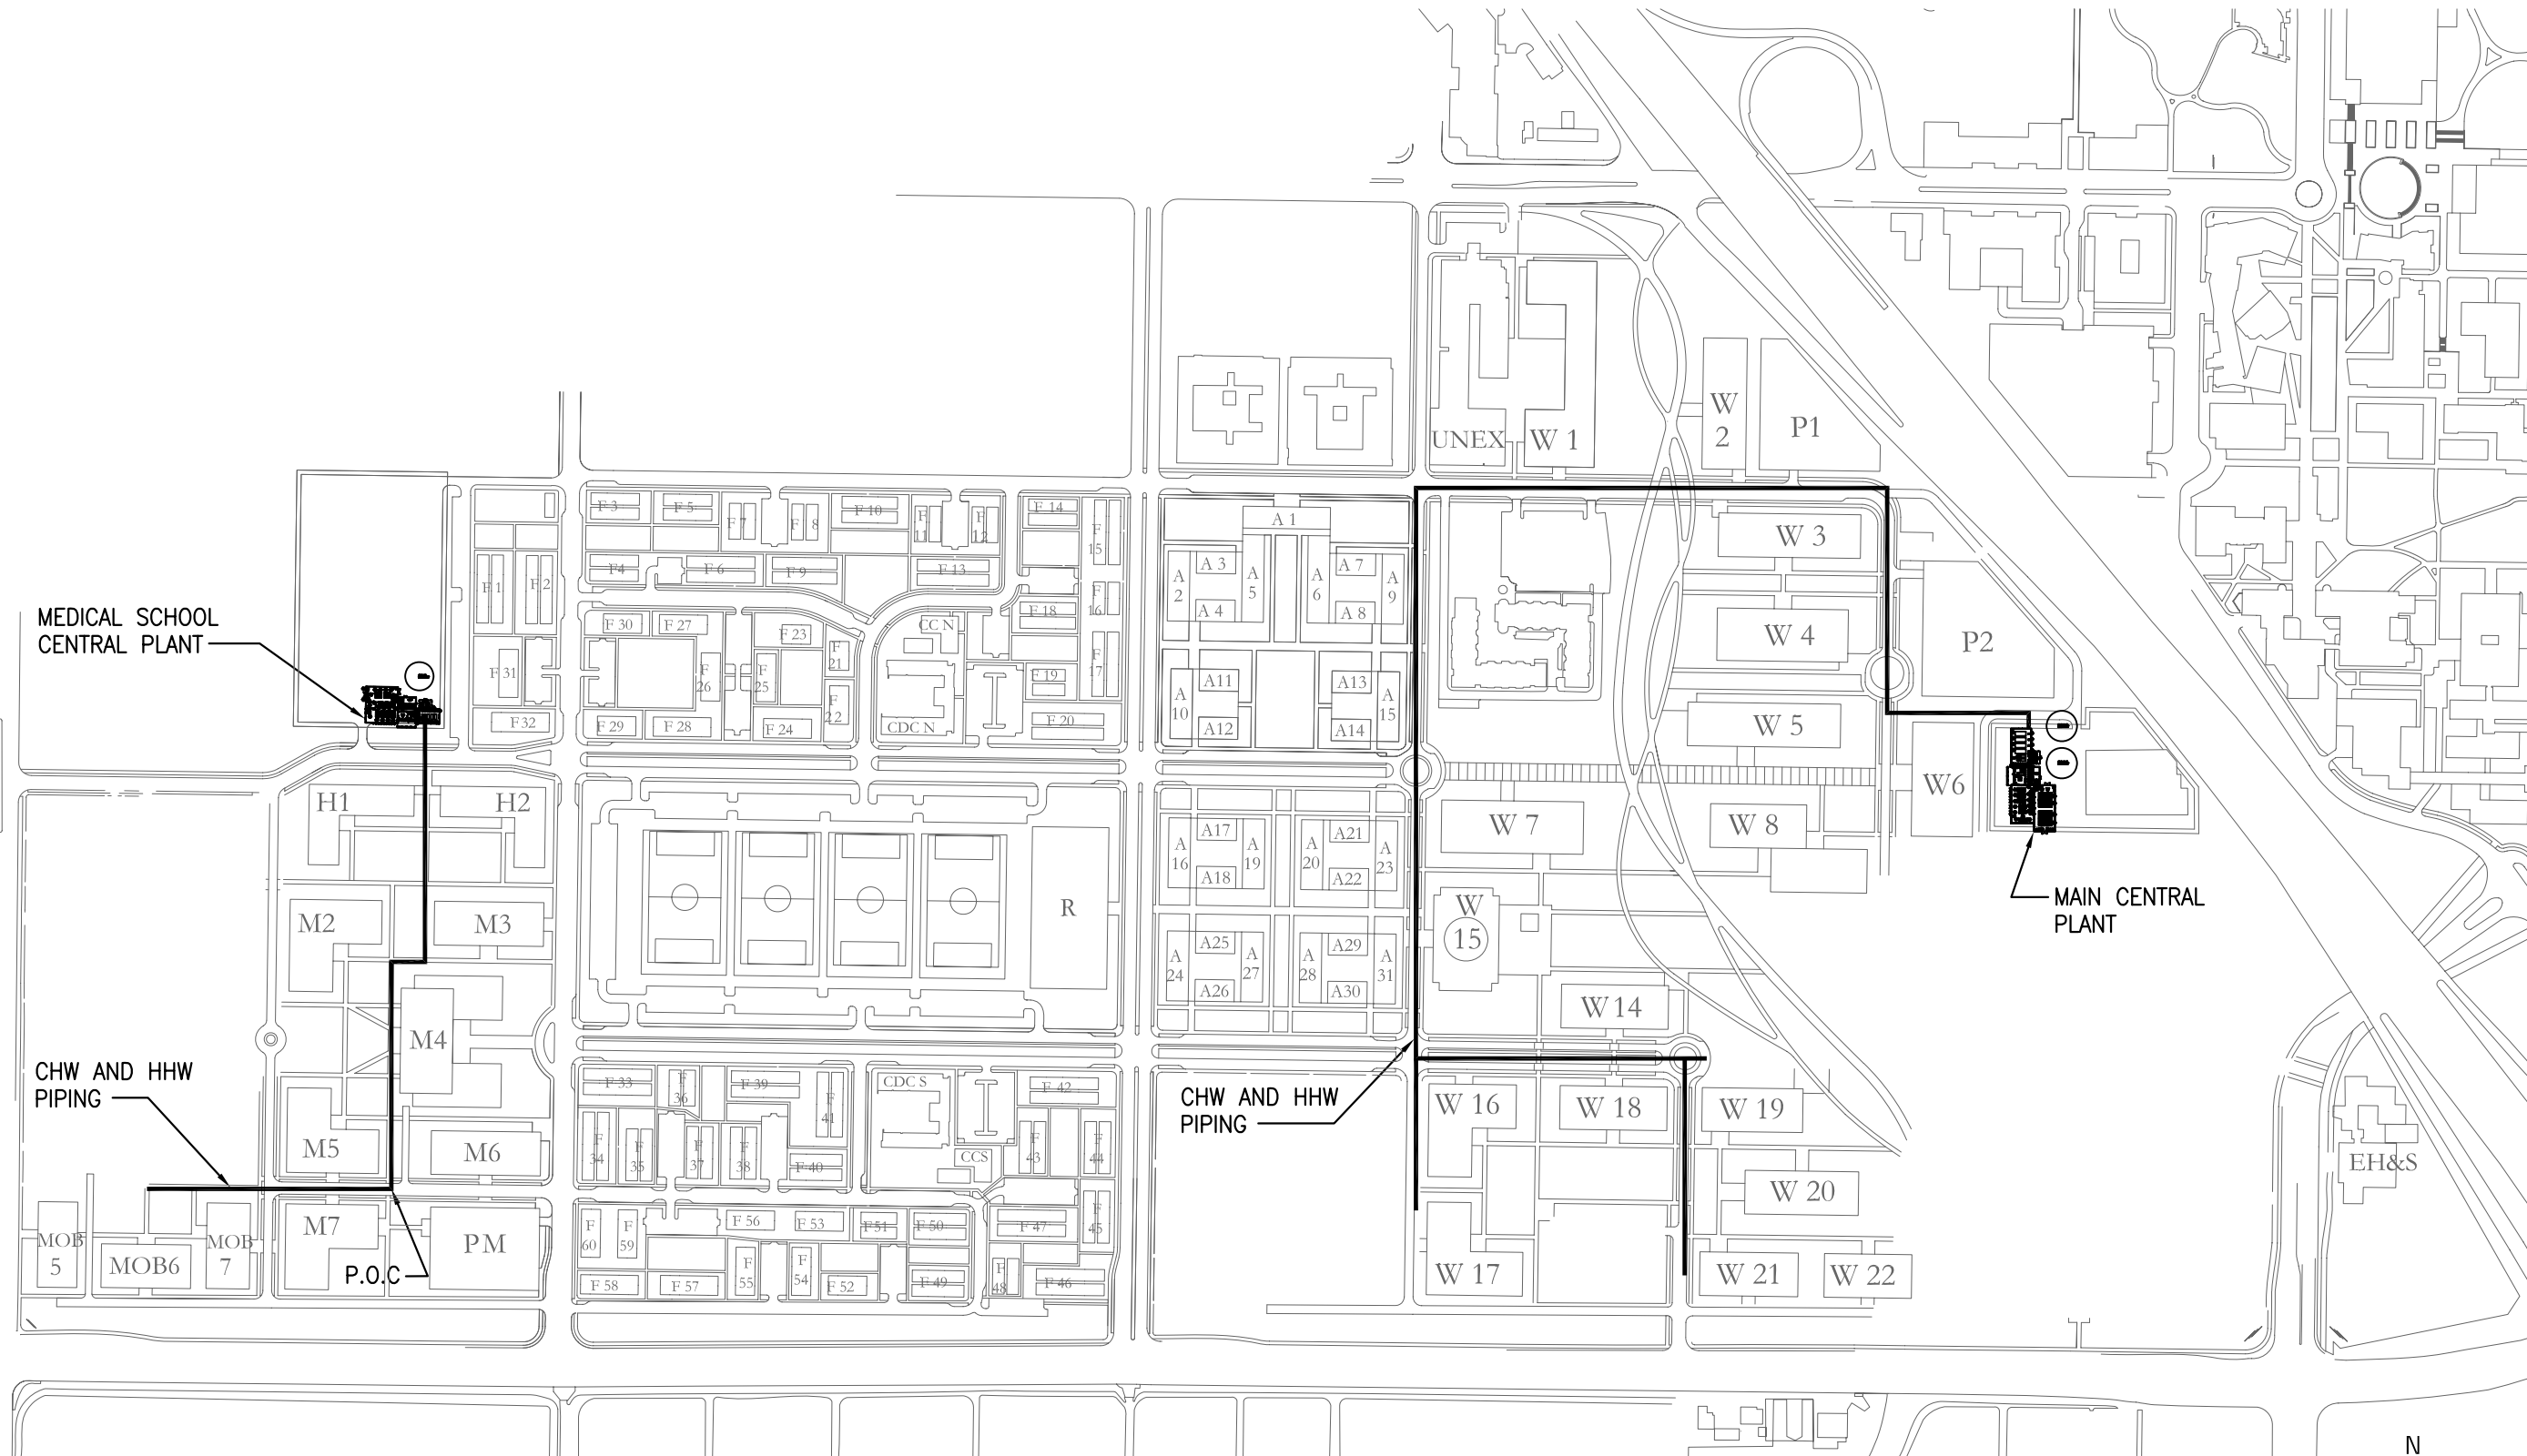 UNEX
W 1
W
2
P1
MEDICAL SCHOOL
CENTRAL PLANT
F 3
F 5
F 7
F
8
F 10
F
11
F
12
F 14
F
15
F4
F 6
F 9
F 13
F 1
F 2
F
16
F 18
F 30
F 27
F 23
CC N
F
21
F
17
F 31
F
26
F
25
F 19
F
22
F 32
F 29
F 28
F 24
CDC N
F 20
A 1
A
2
A 3
A
5
A
6
A 7
A
9
A 4
A 8
A
10
A11
A13
A
15
A12
A14
W 3
W 4
P2
W 5
W6
H1
H2
W 7
W 8
A
16
A17
A
19
A
20
A21
A
23
A18
A22
R
M2
M3
W
15
MAIN CENTRAL
PLANT
A
24
A25
A
27
A
28
A29
A
31
A26
A30
W 14
M4
CHW AND HHW
PIPING
CHW AND HHW
PIPING
F 33
F
36
F 39
F
41
CDC S
F 42
W 16
W 18
W 19
M5
M6
F
34
F
35
F
37
F
38
F 40
CCS
F
43
F
44
EH&S
W 20
MOB
5
MOB6
MOB
7
M7
P.O.C
PM
F
60
F
59
F 56
F 53
F 51
F 50
F 47
F
45
F 58
F 57
F
55
F
54
F 52
F 49
F
48
F 46
W 17
W 21
W 22
N